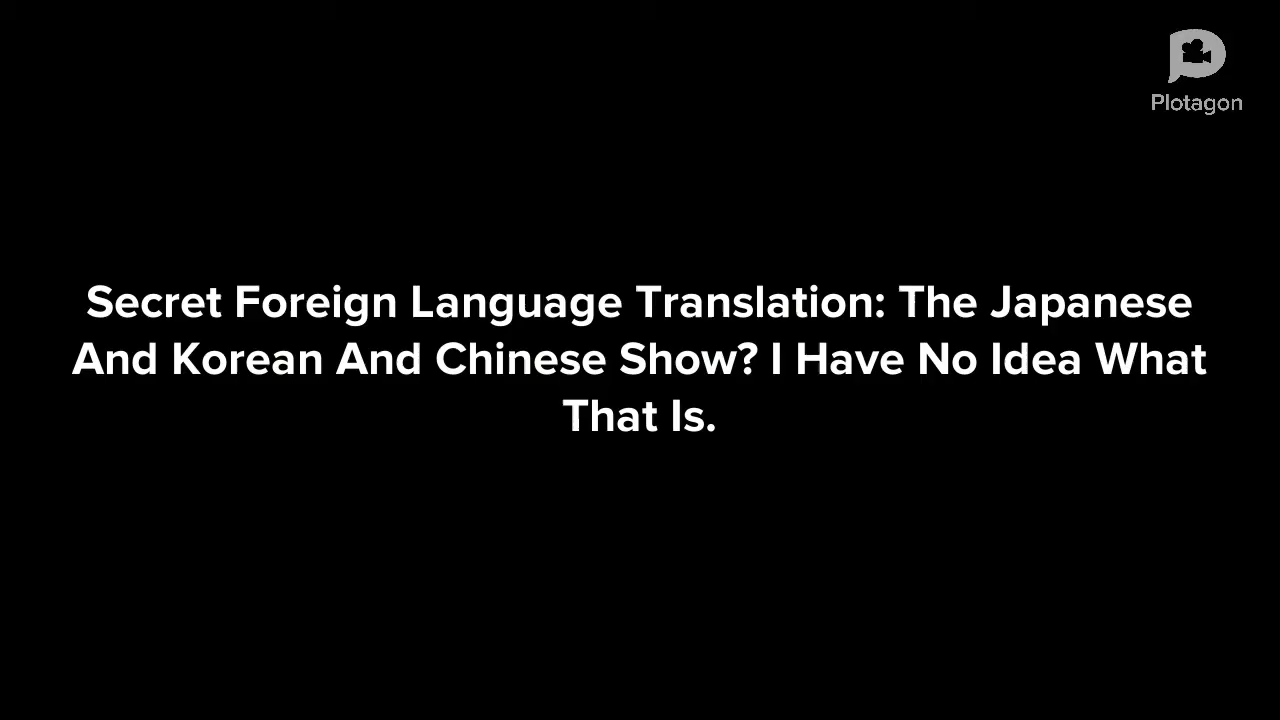 Plotagon
Secret Foreign Language Translation: The Japanese
And Korean And Chinese Show? I Have No Idea What
That Is.